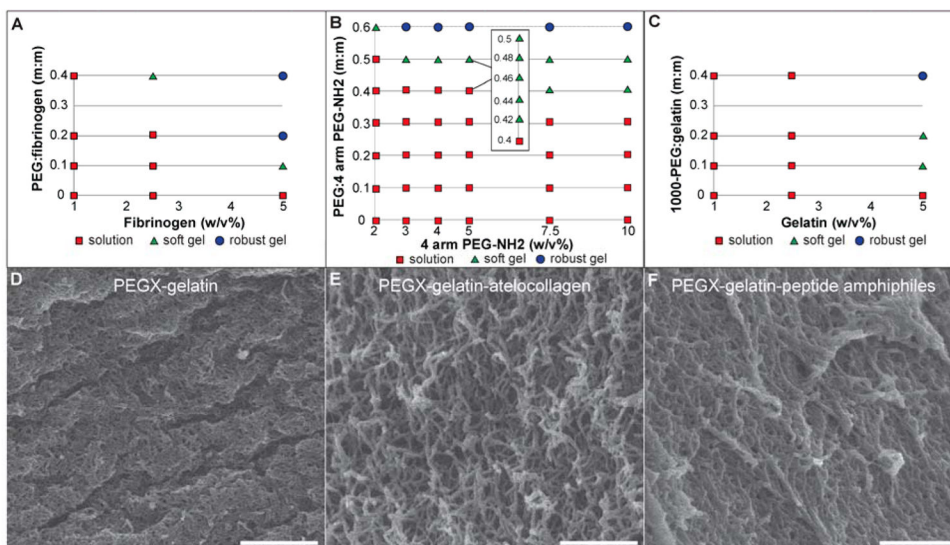 A
PEG:fibrinogen (m:m)
0.4
0.3
0.2
0.1
0
1
2
3
4
5
Fibrinogen (w/v%)
solution
soft gel
robust gel
B
PEG:4 arm PEG-NH2 (m:m)
0.6
0.5
0.4
0.3
0.2
0.1
0
0.5
0.48
0.46
0.44
0.42
0.4
2
3
4
5
7.5
10
4 arm PEG-NH2 (w/v%)
solution
soft gel
robust gel
C
1000-PEG:gelatin (m:m)
0.4
0.3
0.2
0.1
0
1
2
3
4
5
Gelatin (w/v%)
solution
soft gel
robust gel
D
PEGX-gelatin
E
PEGX-gelatin-atelocollagen
F
PEGX-gelatin-peptide amphiphiles